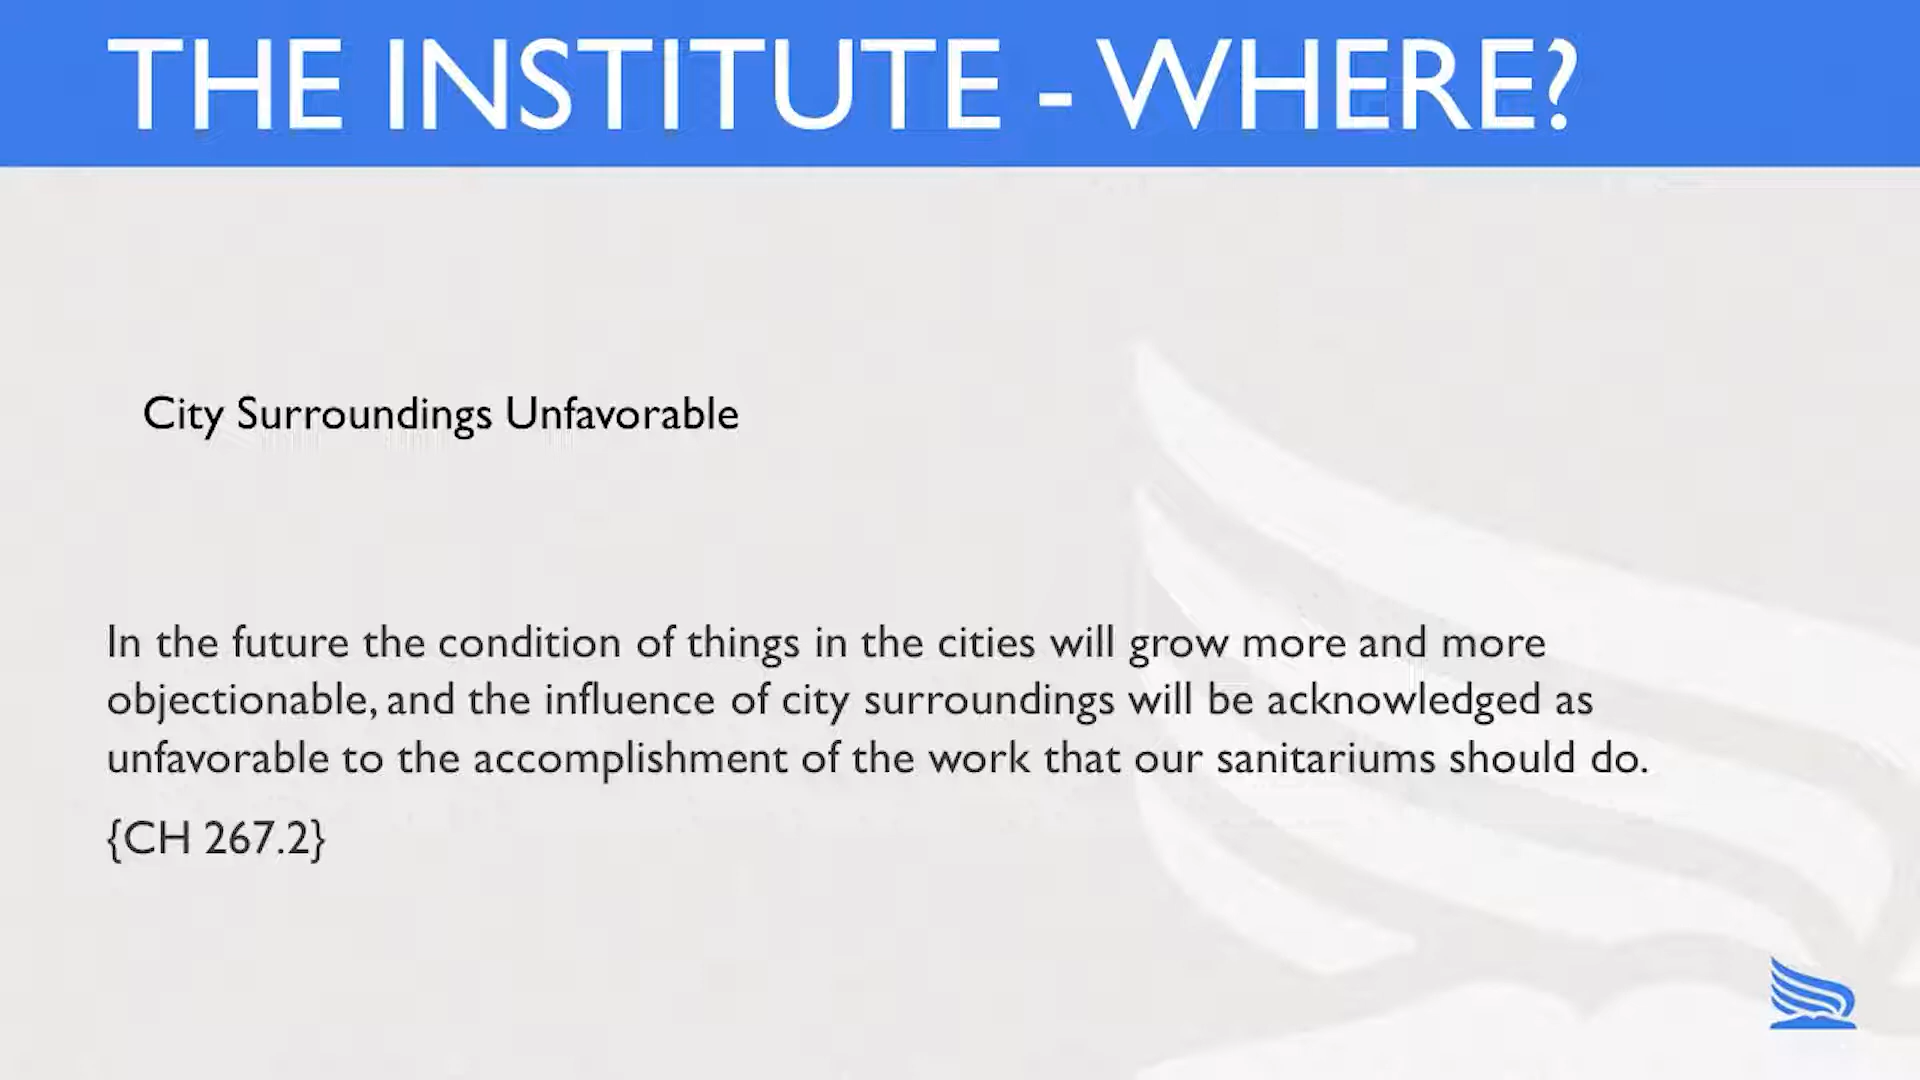 THE INSTITUTE - WHERE?
City Surroundings Unfavorable
In the future the condition of things in the cities will grow more and more
objectionable, and the influence of city surroundings will be acknowledged as
unfavorable to the accomplishment of the work that our sanitariums should do.
{CH 267.2}